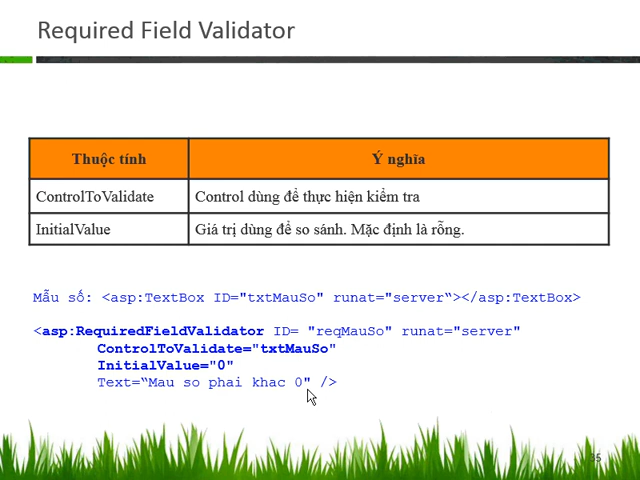 Required Field Validator
Thuộc tính Ý nghĩa
ControlToValidate Control dùng để thực hiện kiểm tra
InitialValue Giá trị dùng để so sánh. Mặc định là rỗng.
Mẫu số: <asp:TextBox ID="txtMauSo" runat="server“></asp:TextBox>
<asp:RequiredFieldValidator ID= "reqMauSo" runat="server"
ControlToValidate="txtMauSo"
InitialValue="0"
Text=“Mau so phai khac 0" />